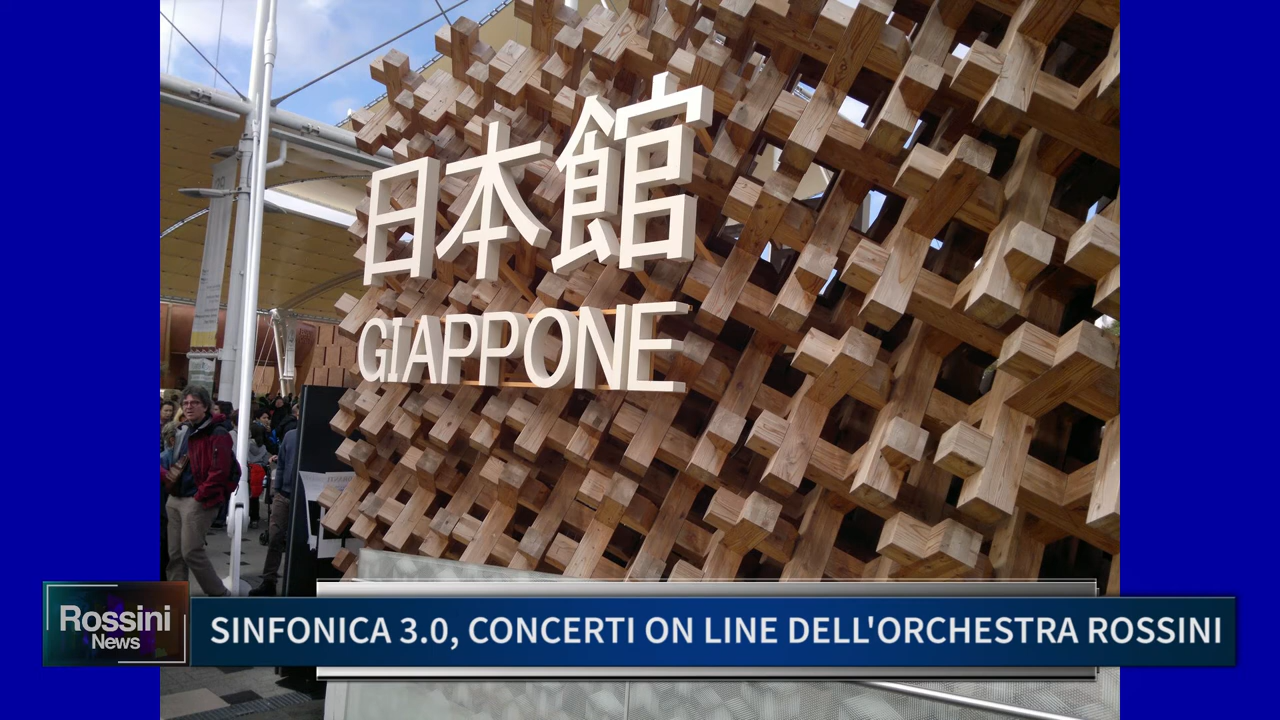 日本館
GIAPPONE
Rossini
News
SINFONICA 3.0, CONCERTI ON LINE DELL'ORCHESTRA ROSSINI